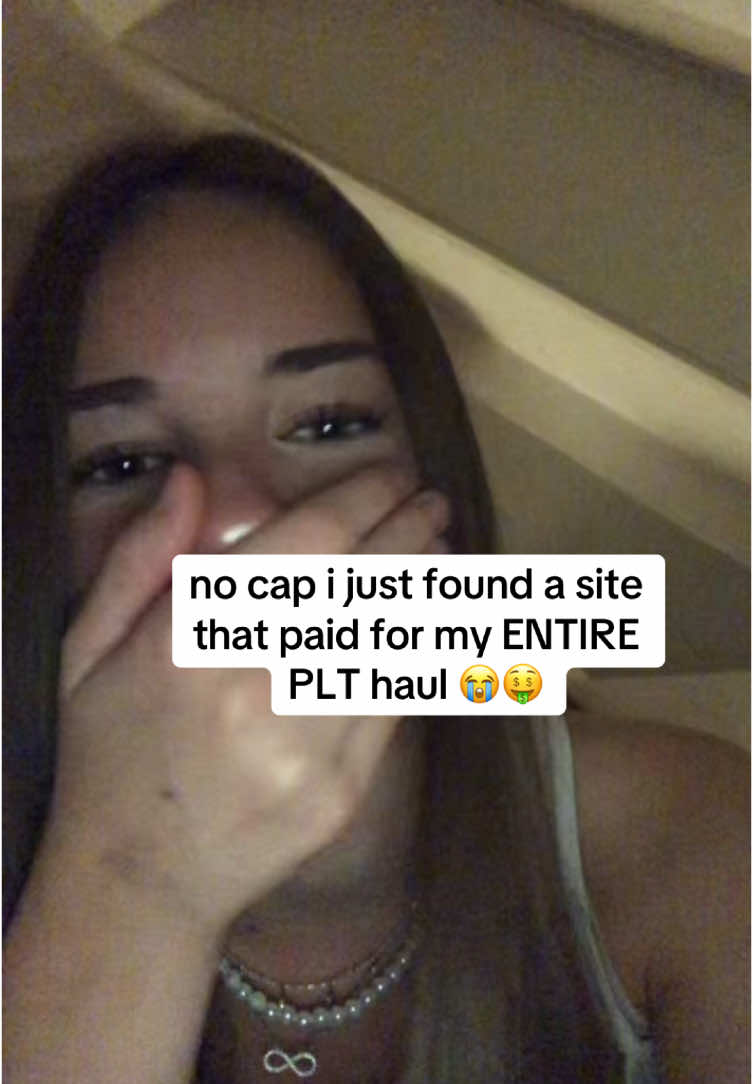 no cap i just found a site
that paid for my ENTIRE
PLT haul 😭🤑